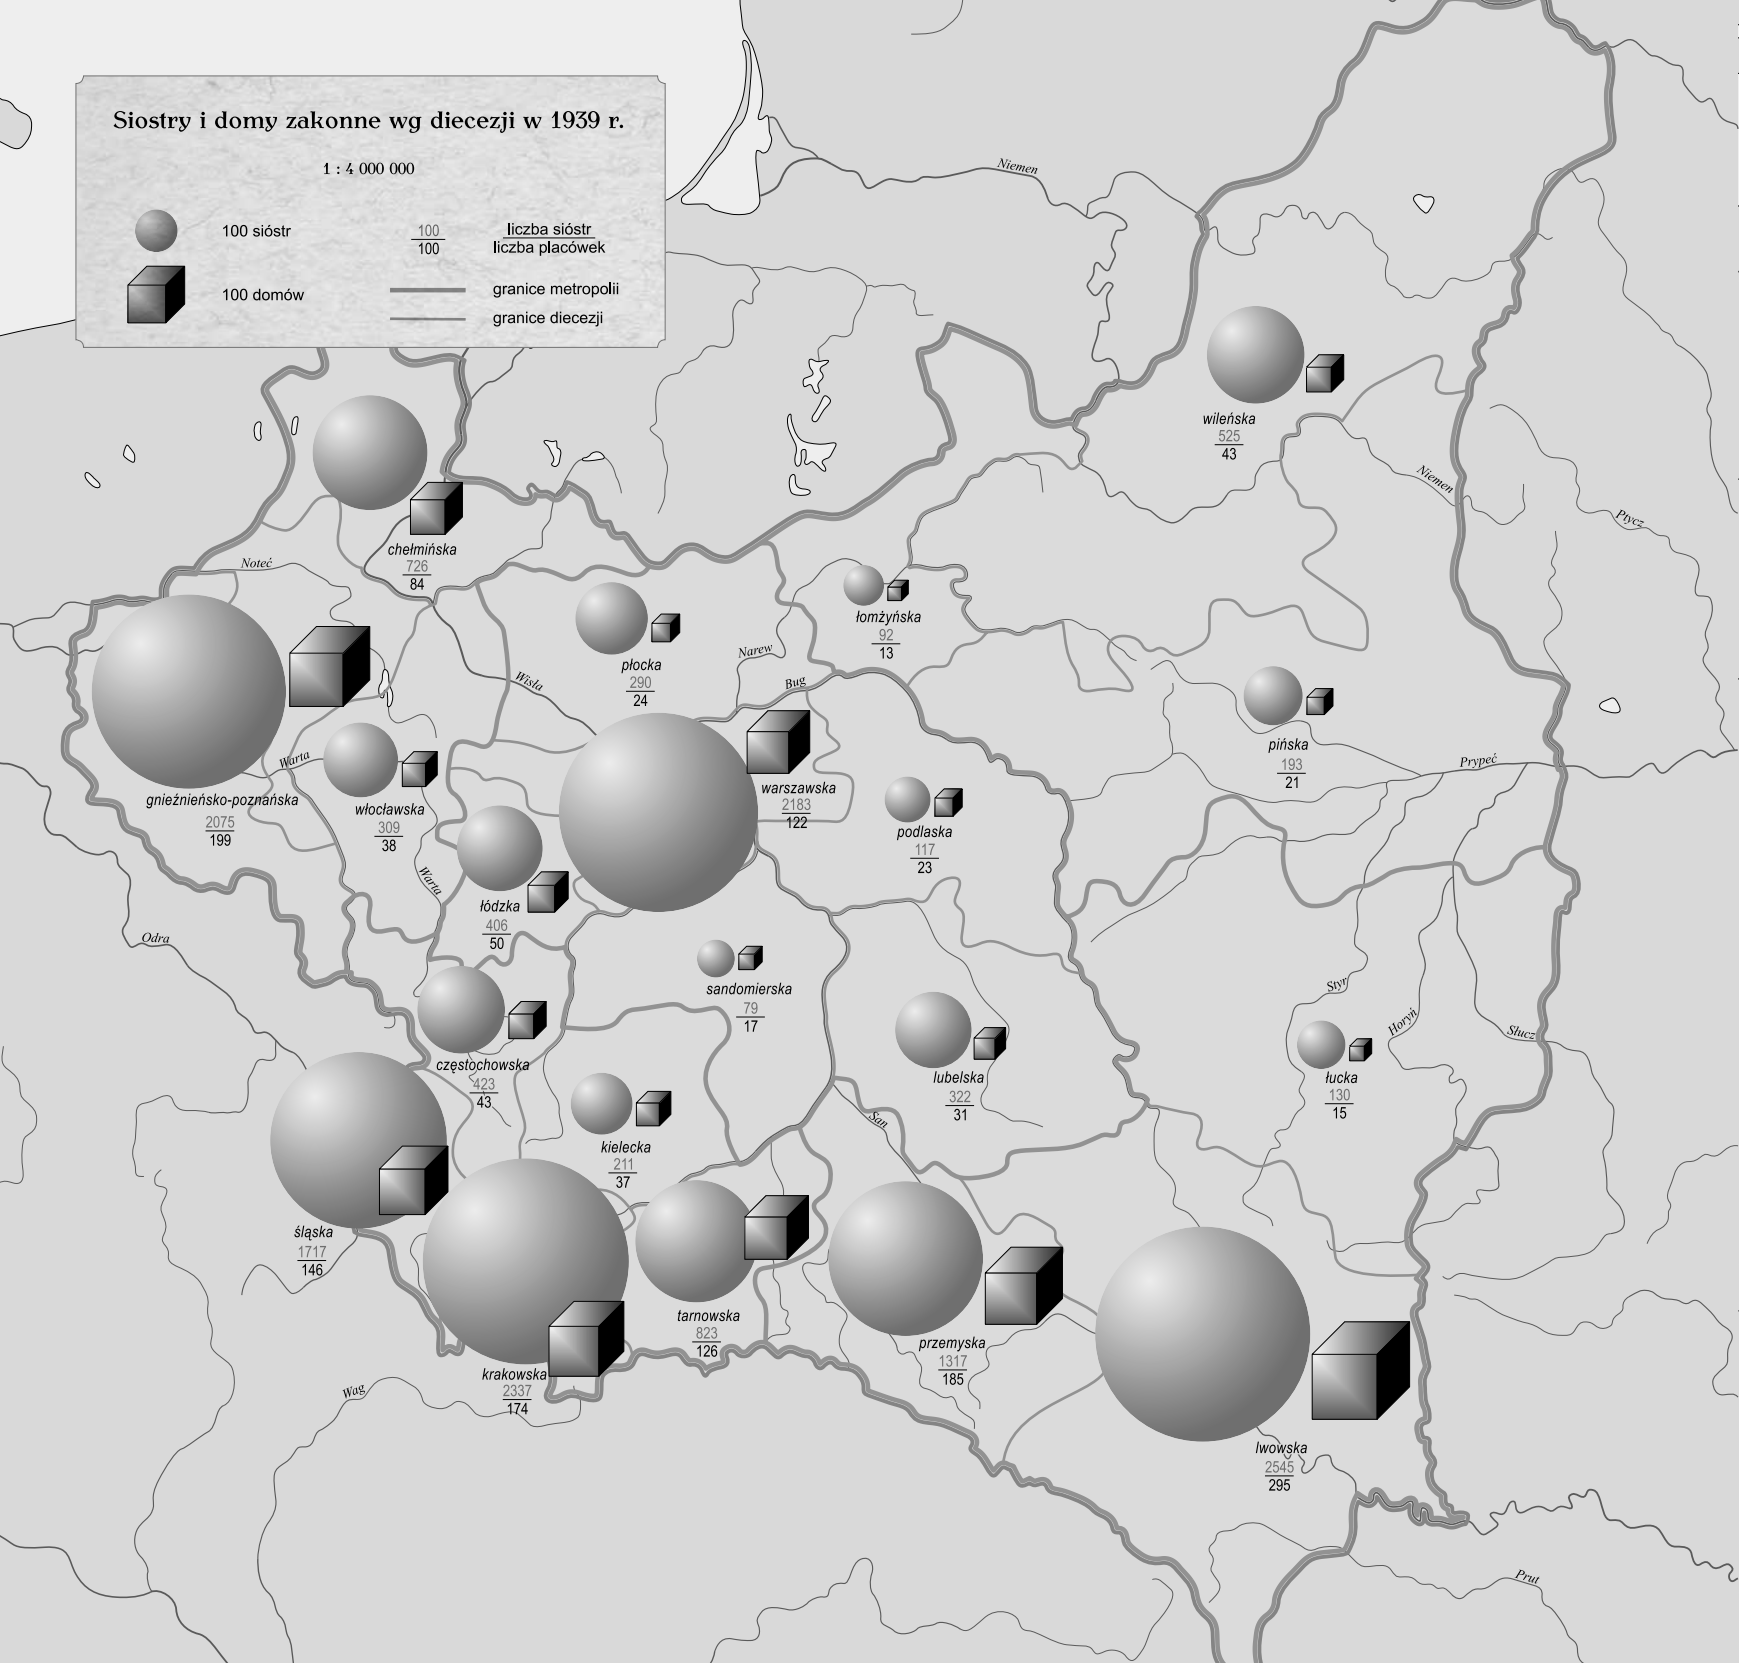 Siostry i domy zakonne wg diecezji w 1939 r.
1 : 4 000 000
100 sióstr
100
100
liczba sióstr
liczba placówek
100 domów
granice metropolii
granice diecezji
Niemen
wileńska
525
43
Niemen
Ptycz
chełmińska
726
84
Noteć
łomżyńska
92
13
płocka
290
24
Narew
Bug
Wisła
pińska
193
21
Prypeć
Warta
gnieźnieńsko-poznańska
2075
199
włocławska
309
38
warszawska
2183
122
podlaska
117
23
Warta
łódzka
406
50
Odra
sandomierska
79
17
Styr
Horyń
Słucz
częstochowska
423
43
lubelska
322
31
łucka
130
15
San
kielecka
211
37
śląska
1717
146
tarnowska
823
126
przemyska
1317
185
krakowska
2337
174
Wag
lwowska
2545
295
Prut